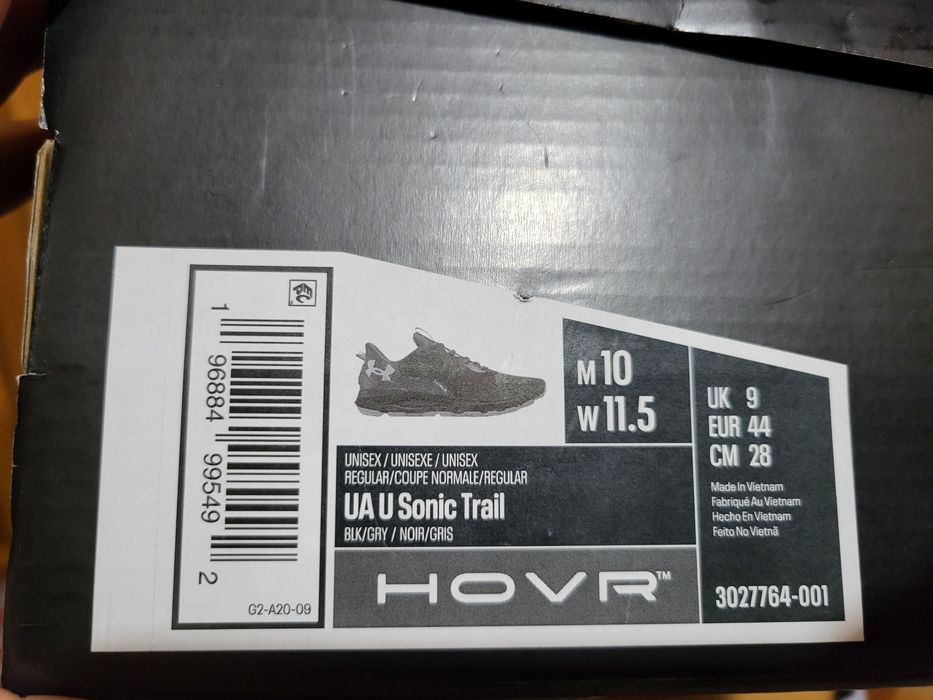 1 96884 99549 2
G2-A20-09
M 10
W 11.5
UK 9
EUR 44
CM 28
Made In Vietnam
Fabriqué Au Vietnam
Hecho En Vietnam
Feito No Vietnã
3027764-001
UNISEX / UNISEXE / UNISEX
REGULAR/COUPE NORMALE/REGULAR
UA U Sonic Trail
BLK/GRY / NOIR/GRIS
HOVR™